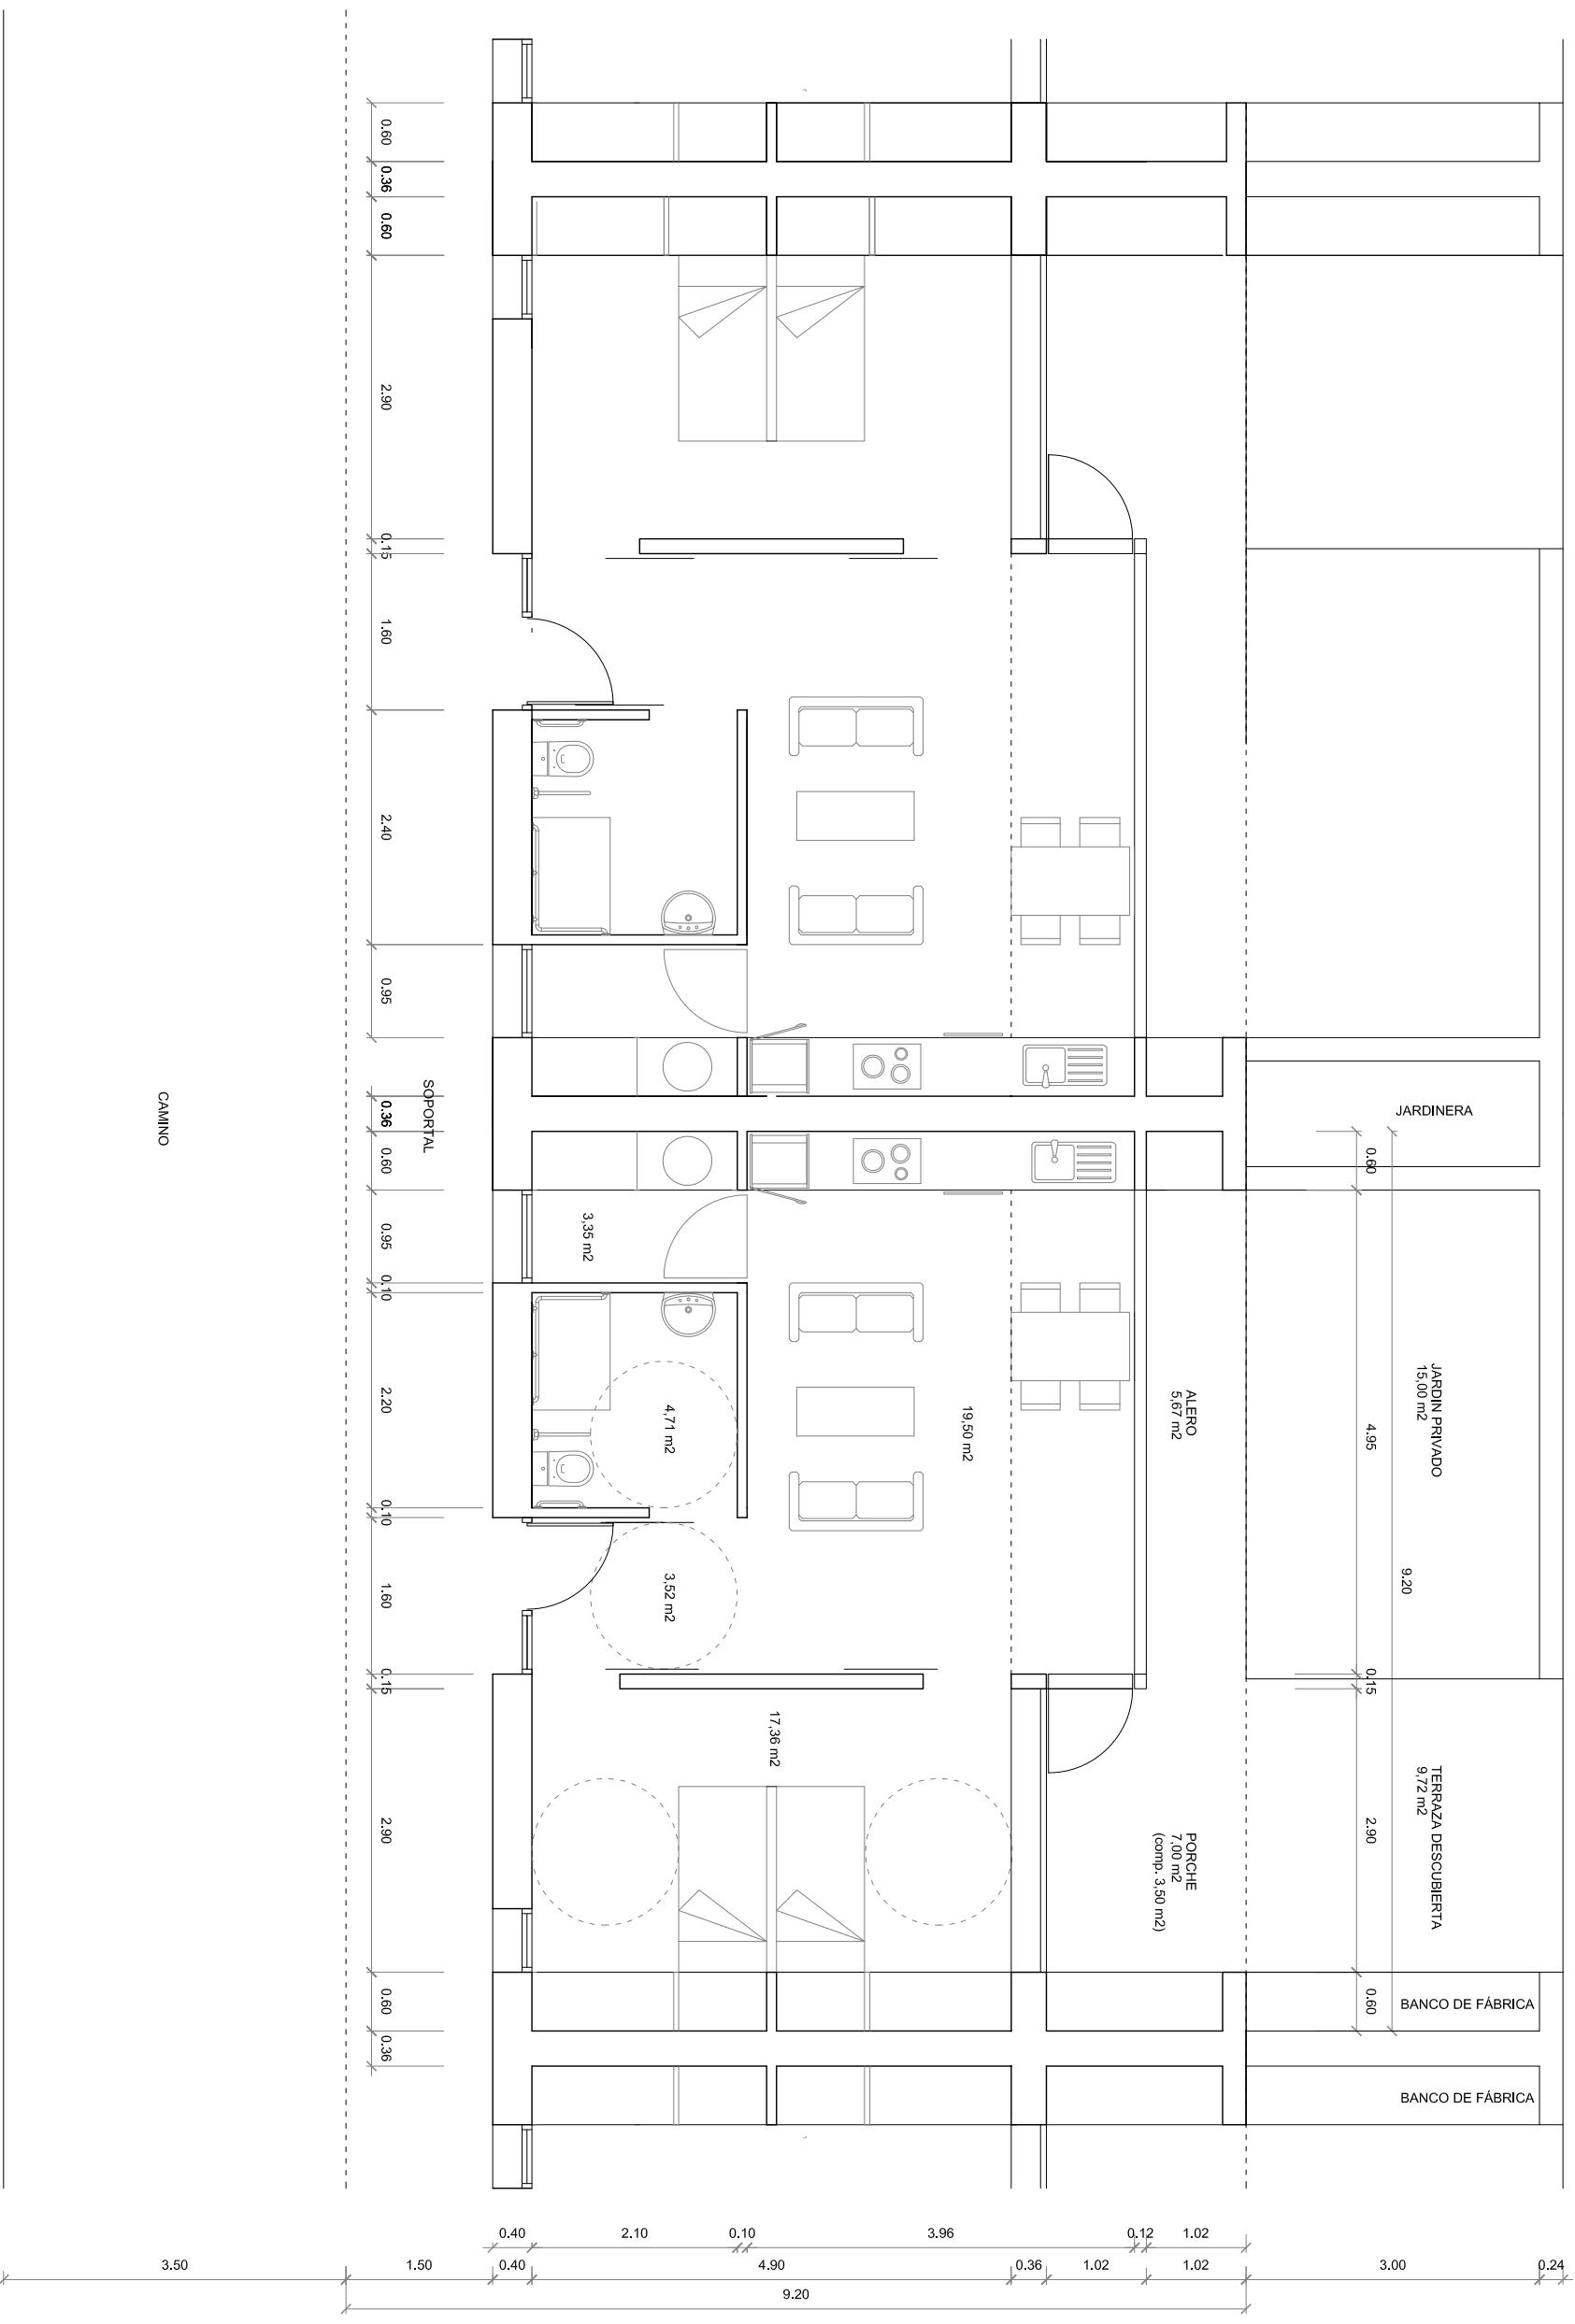 0.60
0.36
0.60
2.90
0.15
1.60
2.40
0.95
0.36
0.60
0.95
0.10
2.20
0.10
1.60
0.15
2.90
0.60
0.36
CAMINO
SOPORTAL
3,35 m2
4,71 m2
3,52 m2
19,50 m2
17,36 m2
ALERO
5,67 m2
PORCHE
7,00 m2
(comp. 3,50 m2)
JARDINERA
0.60
4.95
0.15
2.90
0.60
9.20
JARDIN PRIVADO
15,00 m2
TERRAZA DESCUBIERTA
9,72 m2
BANCO DE FÁBRICA
BANCO DE FÁBRICA
0.40 2.10 0.10 3.96 0.12 1.02
3.50 1.50 0.40 4.90 0.36 1.02 1.02 3.00 0.24
9.20